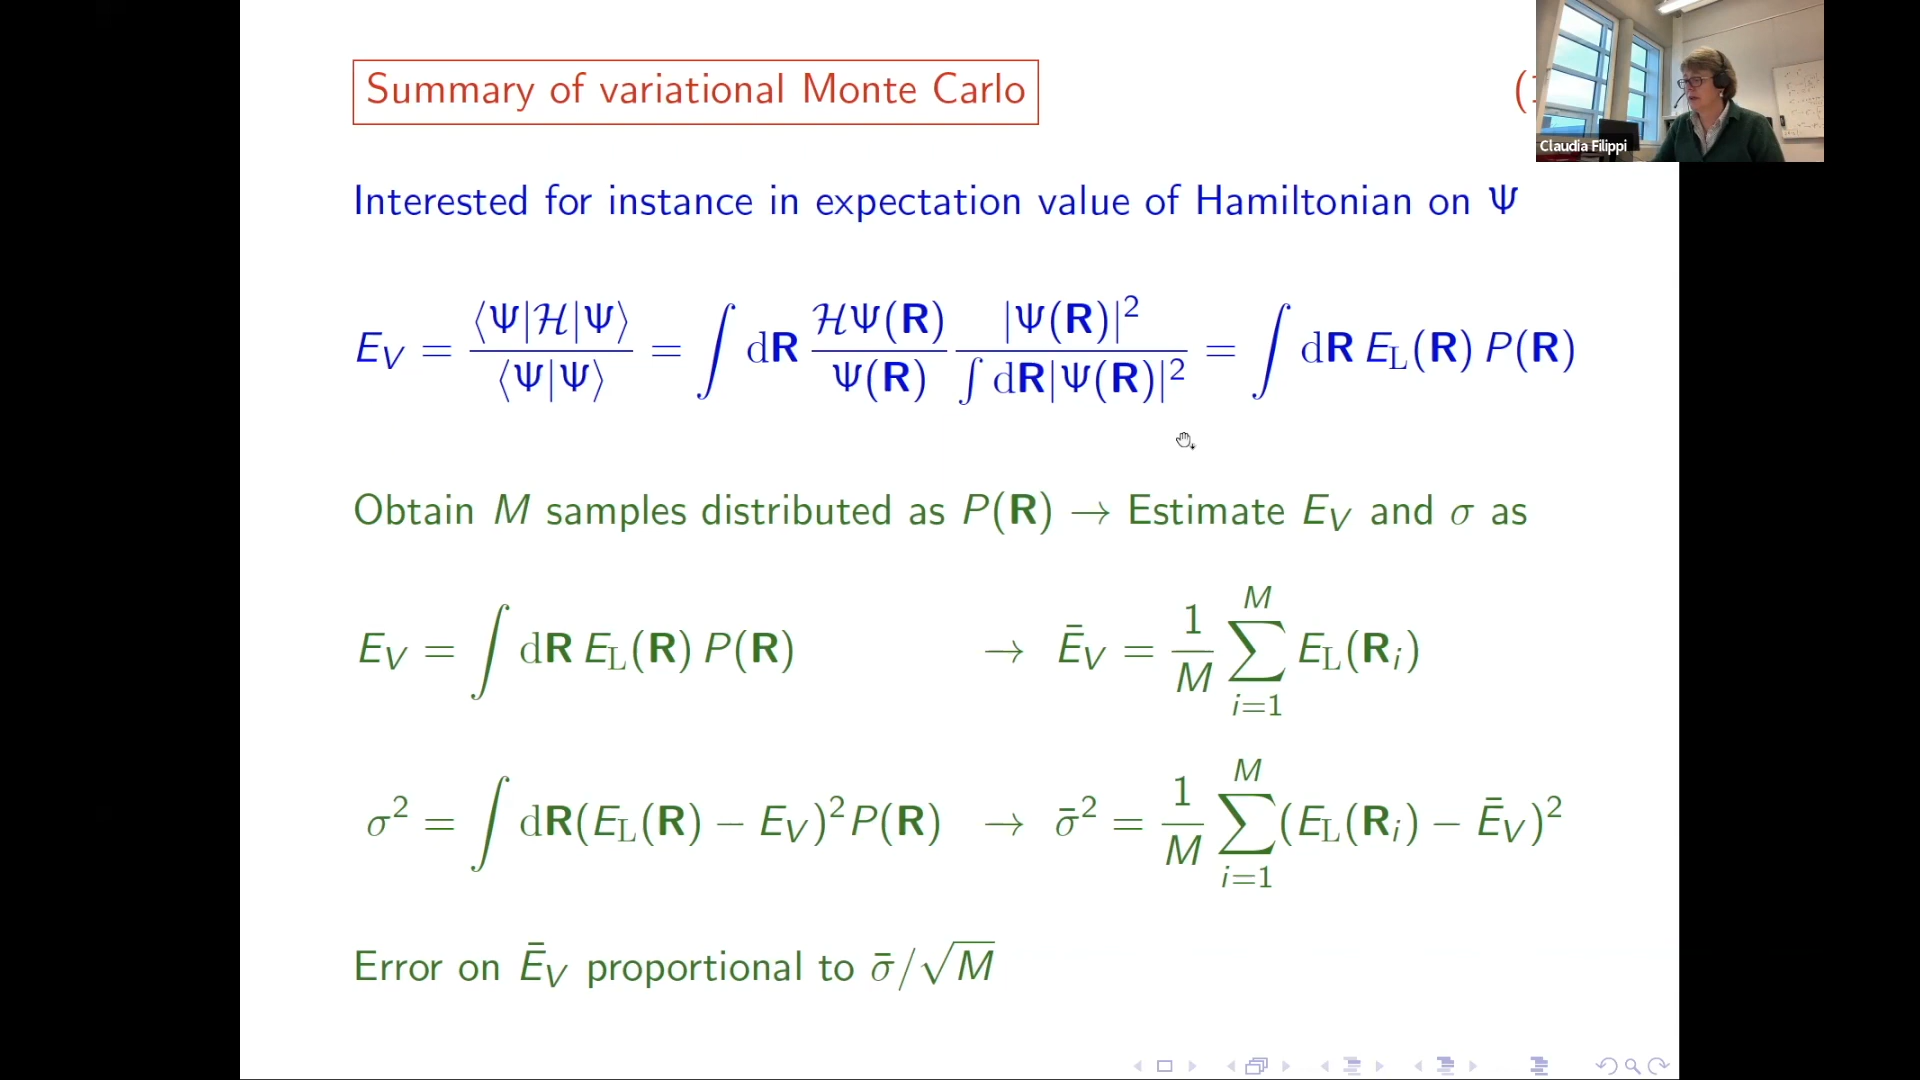 Summary of variational Monte Carlo
(
Claudia Filippi
Interested for instance in expectation value of Hamiltonian on Ψ
E_V = ⟨Ψ|ℋ|Ψ⟩ / ⟨Ψ|Ψ⟩ = ∫ dR ℋΨ(R) / Ψ(R) |Ψ(R)|² / ∫ dR|Ψ(R)|² = ∫ dR E_L(R) P(R)
Obtain M samples distributed as P(R) → Estimate E_V and σ as
E_V = ∫ dR E_L(R) P(R) → Ē_V = 1/M ∑_{i=1}^{M} E_L(R_i)
σ² = ∫ dR(E_L(R) − E_V)² P(R) → σ̄² = 1/M ∑_{i=1}^{M} (E_L(R_i) − Ē_V)²
Error on Ē_V proportional to σ̄/√M